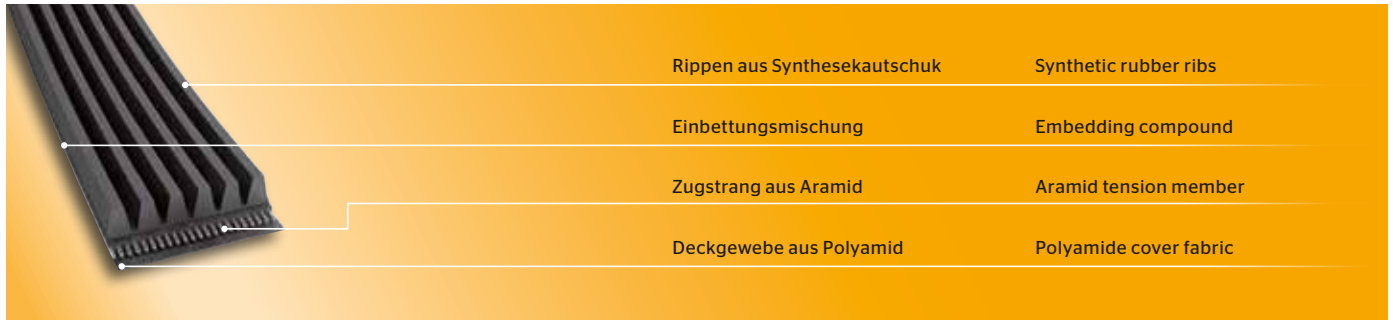 Rippen aus Synthesekautschuk Synthetic rubber ribs
Einbettungsmischung Embedding compound
Zugstrang aus Aramid Aramid tension member
Deckgewebe aus Polyamid Polyamide cover fabric